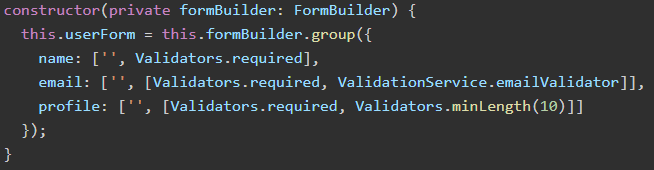 constructor(private formBuilder: FormBuilder) {
  this.userForm = this.formBuilder.group({
    name: ['', Validators.required],
    email: ['', [Validators.required, ValidationService.emailValidator]],
    profile: ['', [Validators.required, Validators.minLength(10)]]
  });
}